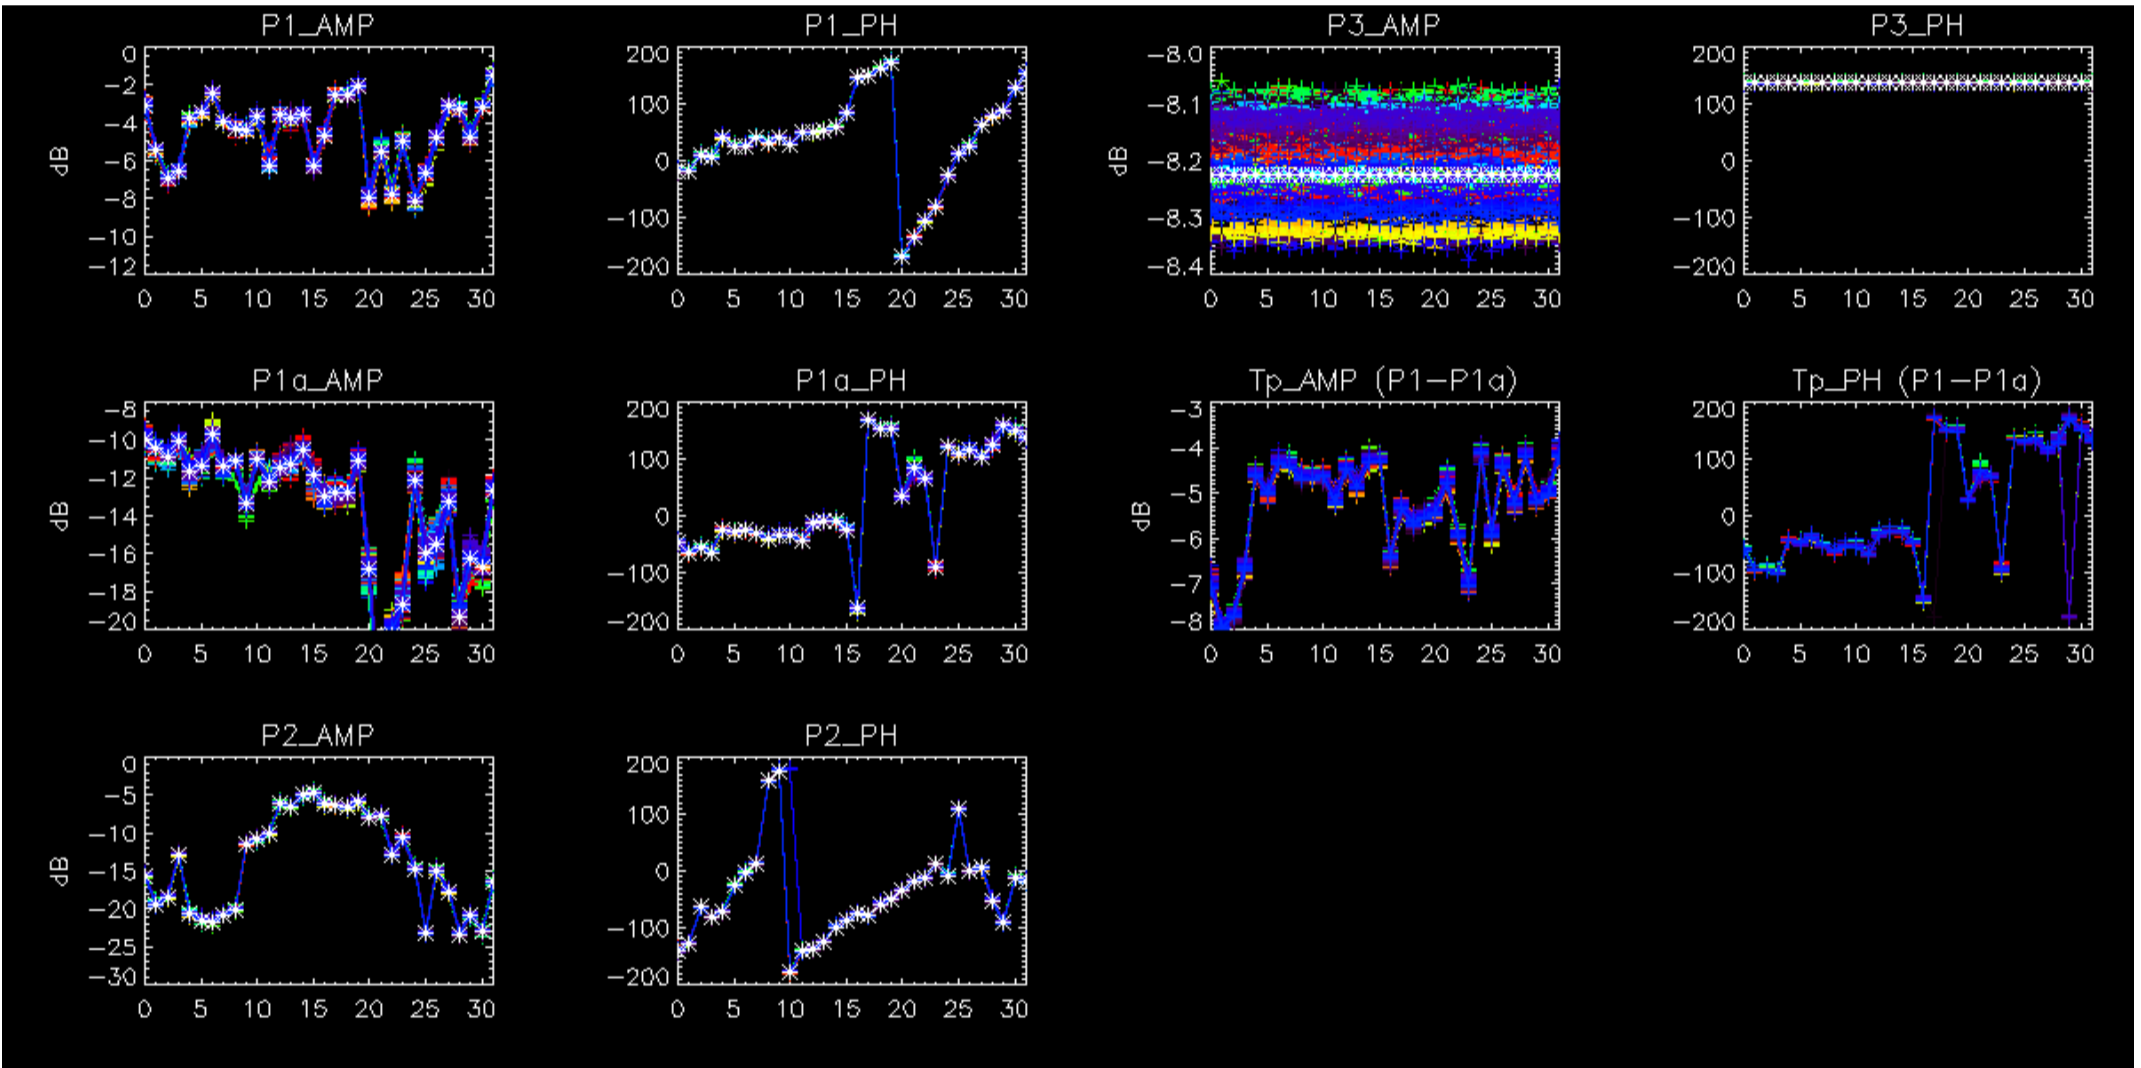 P1_AMP
P1_PH
P3_AMP
P3_PH
0
-2
-4
-6
-8
-10
-12
dB
0 5 10 15 20 25 30
200
100
0
-100
-200
0 5 10 15 20 25 30
-8.0
-8.1
-8.2
-8.3
-8.4
dB
0 5 10 15 20 25 30
200
100
0
-100
-200
0 5 10 15 20 25 30
P1a_AMP
P1a_PH
Tp_AMP (P1-P1a)
Tp_PH (P1-P1a)
-8
-10
-12
-14
-16
-18
-20
dB
0 5 10 15 20 25 30
200
100
0
-100
-200
0 5 10 15 20 25 30
-3
-4
-5
-6
-7
-8
dB
0 5 10 15 20 25 30
200
100
0
-100
-200
0 5 10 15 20 25 30
P2_AMP
P2_PH
0
-5
-10
-15
-20
-25
-30
dB
0 5 10 15 20 25 30
200
100
0
-100
-200
0 5 10 15 20 25 30